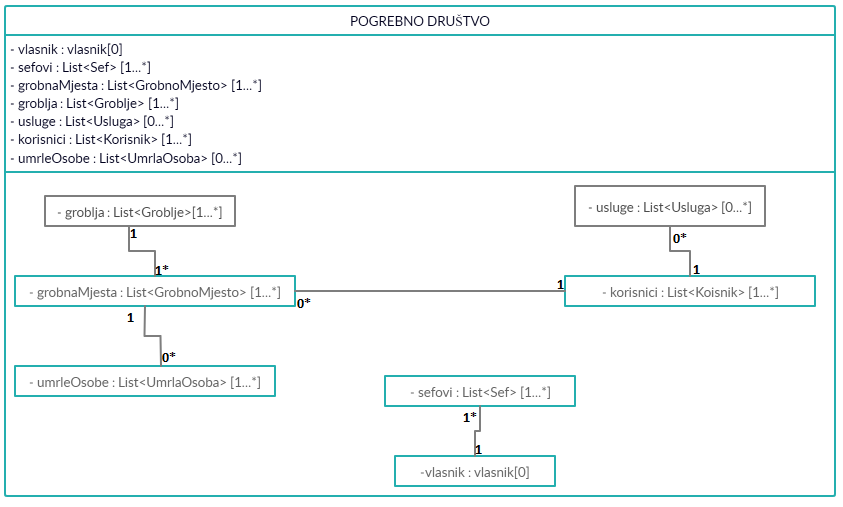 POGREBNO DRUŠTVO
- vlasnik : vlasnik[0]
- sefovi : List<Sef> [1...*]
- grobnaMjesta : List<GrobnoMjesto> [1...*]
- groblja : List<Groblje> [1...*]
- usluge : List<Usluga> [0...*]
- korisnici : List<Korisnik> [1...*]
- umrleOsobe : List<UmrlaOsoba> [0...*]
- groblja : List<Groblje>[1...*]
- usluge : List<Usluga> [0...*]
1
0*
1*
1
- grobnaMjesta : List<GrobnoMjesto> [1...*]
0*
1
- korisnici : List<Koisnik> [1...*]
1
0*
- umrleOsobe : List<UmrlaOsoba> [1...*]
- sefovi : List<Sef> [1...*]
1*
1
-vlasnik : vlasnik[0]